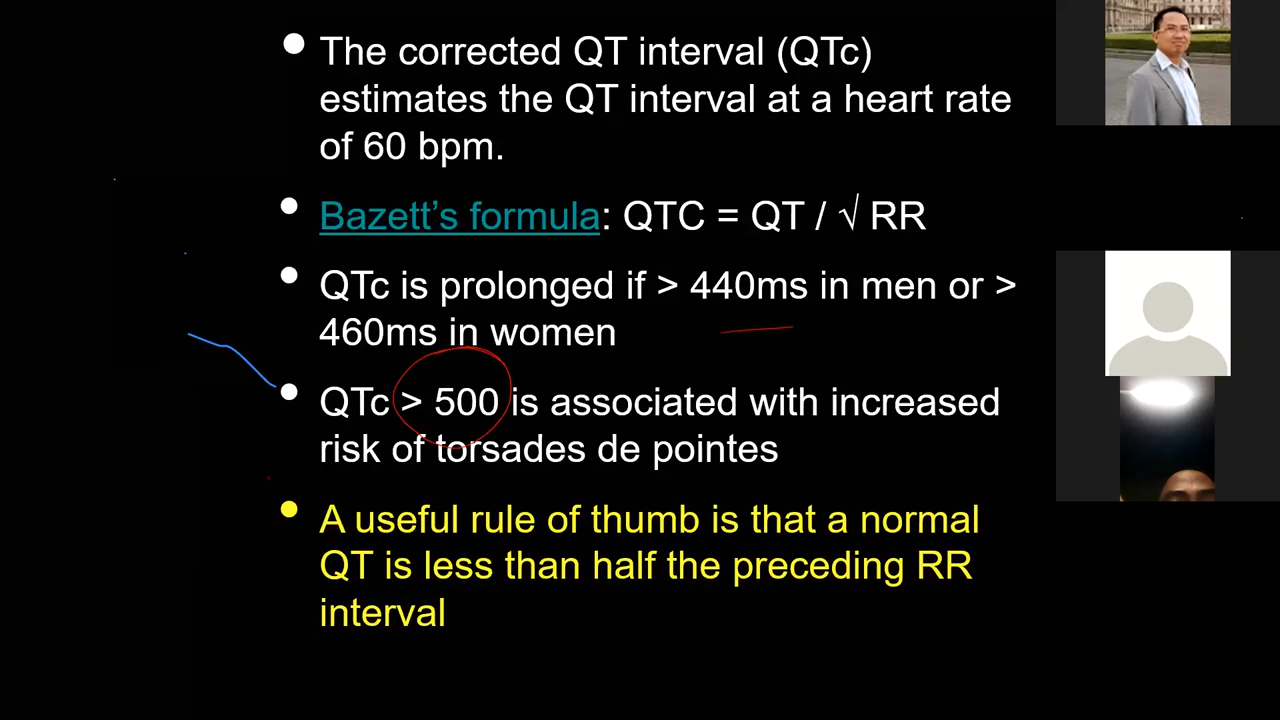 • The corrected QT interval (QTc)
estimates the QT interval at a heart rate
of 60 bpm.
• Bazett’s formula: QTC = QT / √ RR
• QTc is prolonged if > 440ms in men or >
460ms in women
• QTc > 500 is associated with increased
risk of torsades de pointes
• A useful rule of thumb is that a normal
QT is less than half the preceding RR
interval